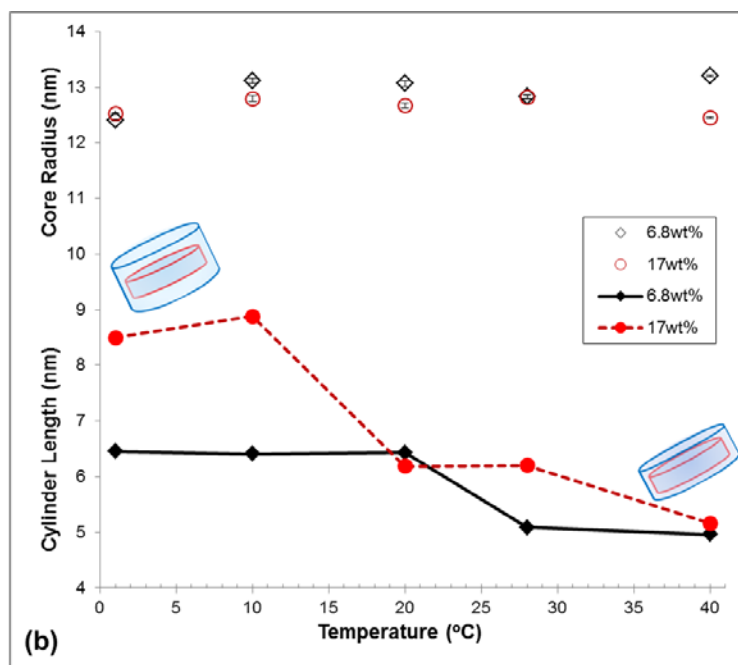 14
13
12
11
10
9
8
7
6
5
4
Core Radius (nm)
Cylinder Length (nm)
6.8wt%
17wt%
6.8wt%
17wt%
0
5
10
15
20
25
30
35
40
Temperature (ºC)
(b)